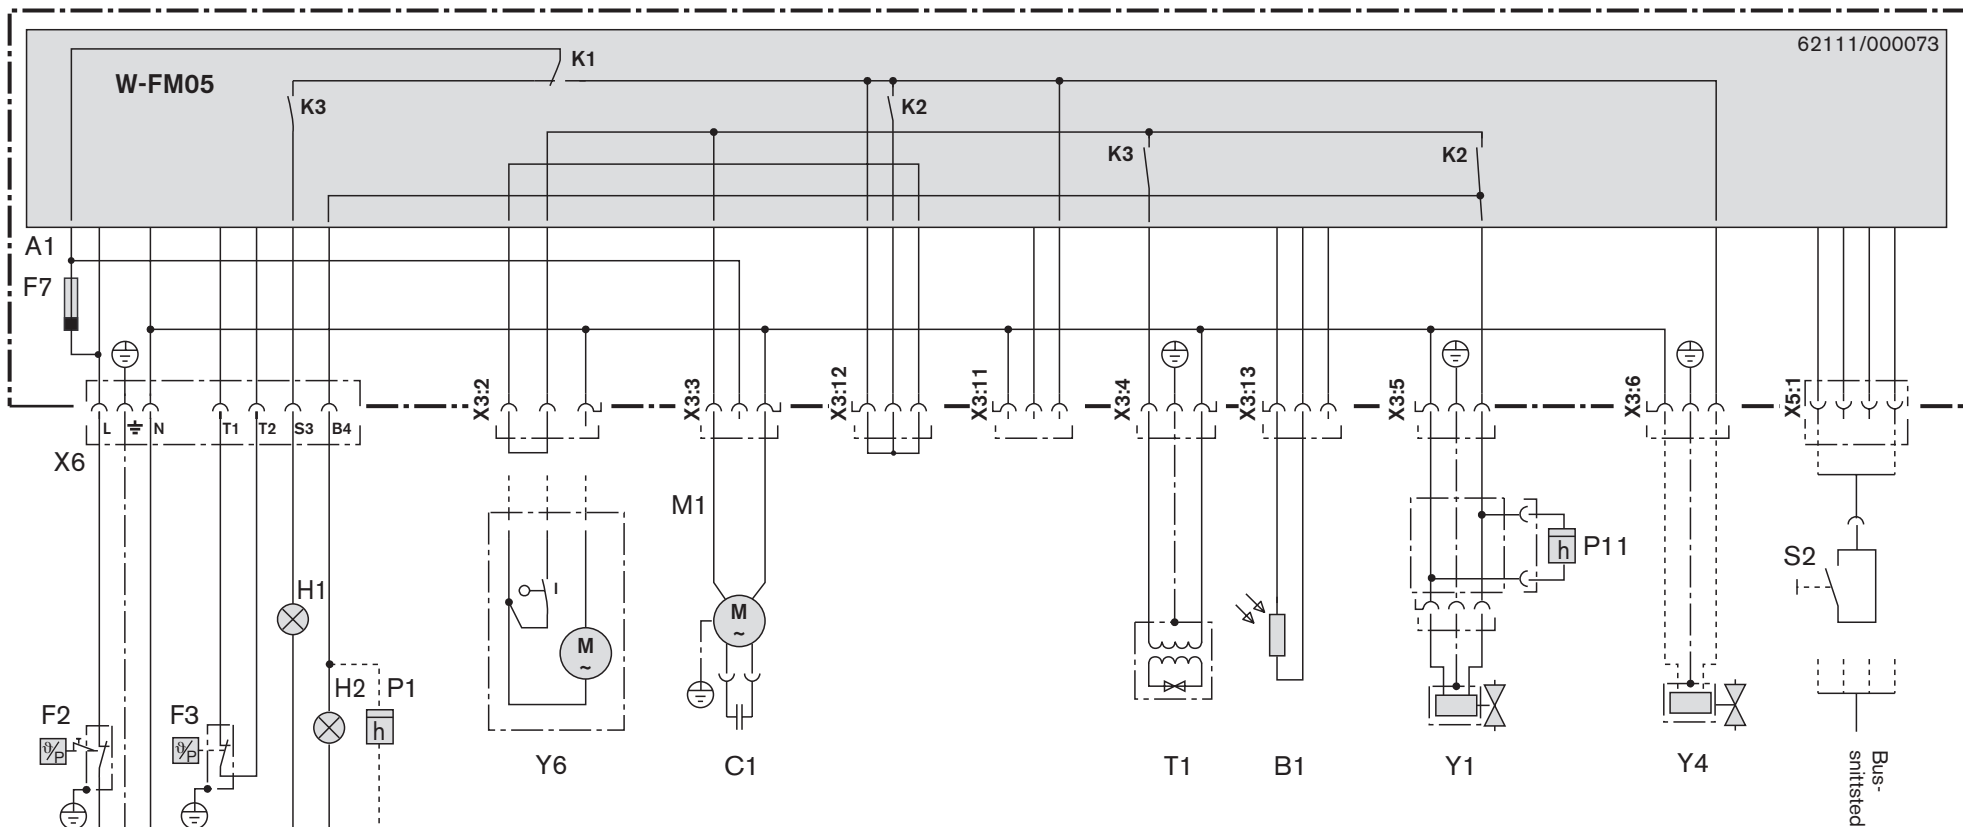 62111/000073
W-FM05
K1
K3
K2
K3
K2
A1
F7
X3:2
X3:3
X3:12
X3:11
X3:4
X3:13
X3:5
X3:6
X5:1
L
N
T1
T2
S3
B4
X6
M1
h
P11
S2
I
H1
M
~
M
~
H2
P1
F2
F3
h
ϑ/P
ϑ/P
Y6
C1
T1
B1
Y1
Y4
Bus-
snittsted